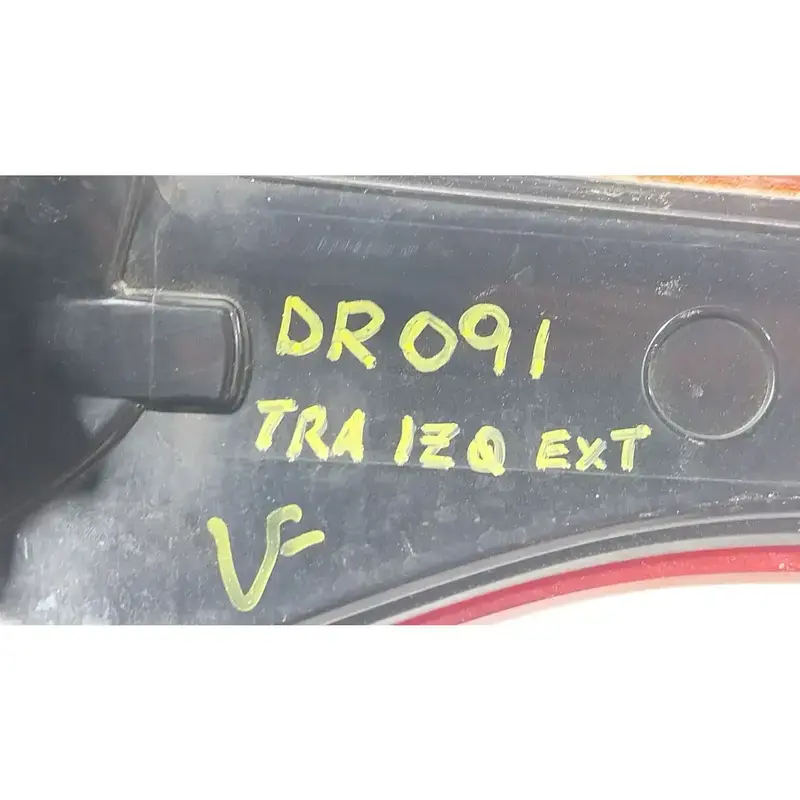 DR091
TRA IZQ EXT
V-